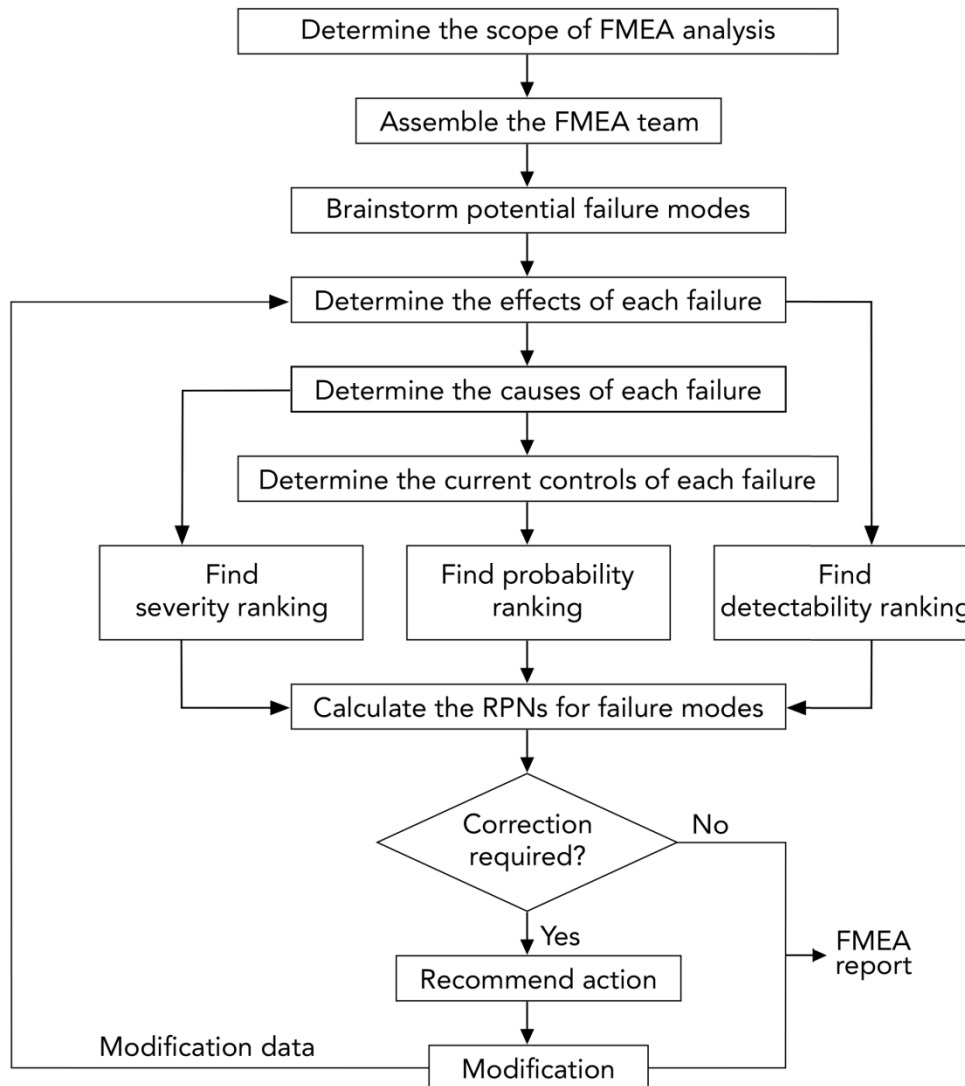 Determine the scope of FMEA analysis
Assemble the FMEA team
Brainstorm potential failure modes
Determine the effects of each failure
Determine the causes of each failure
Determine the current controls of each failure
Find
severity ranking
Find probability
ranking
Find
detectability ranking
Calculate the RPNs for failure modes
Correction
required?
No
Yes
Recommend action
FMEA
report
Modification data
Modification